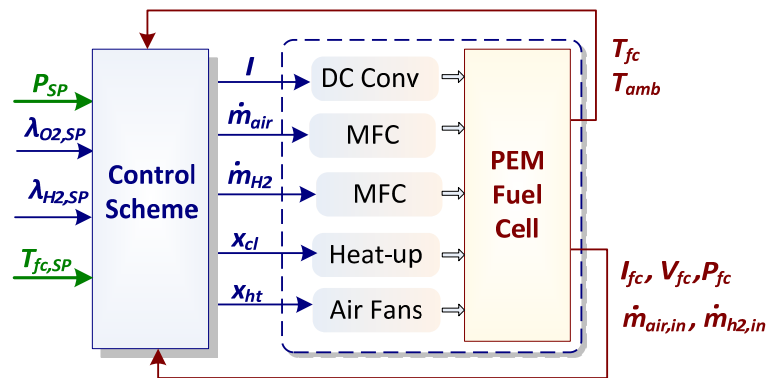 P_SP
λ_O2,SP
λ_H2,SP
T_fc,SP
Control
Scheme
I
ṁ_air
ṁ_H2
x_cl
x_ht
DC Conv
MFC
MFC
Heat-up
Air Fans
PEM
Fuel
Cell
T_fc
T_amb
I_fc, V_fc, P_fc
ṁ_air,in, ṁ_h2,in